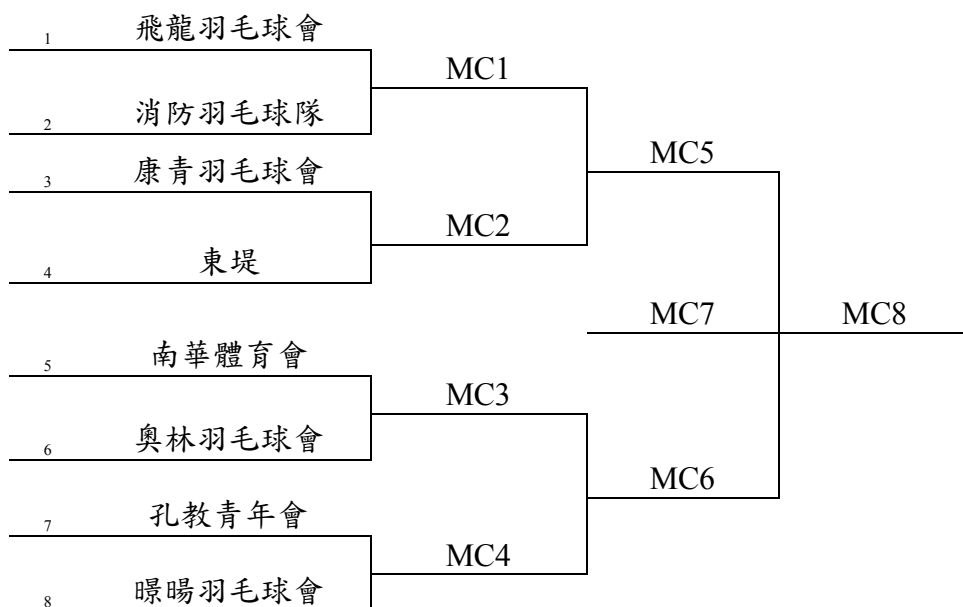 1 飛龍羽毛球會
MC1
2 消防羽毛球隊
MC5
3 康青羽毛球會
MC2
4 東堤
MC7 MC8
5 南華體育會
MC3
6 奧林羽毛球會
MC6
7 孔教青年會
MC4
8 暻暘羽毛球會